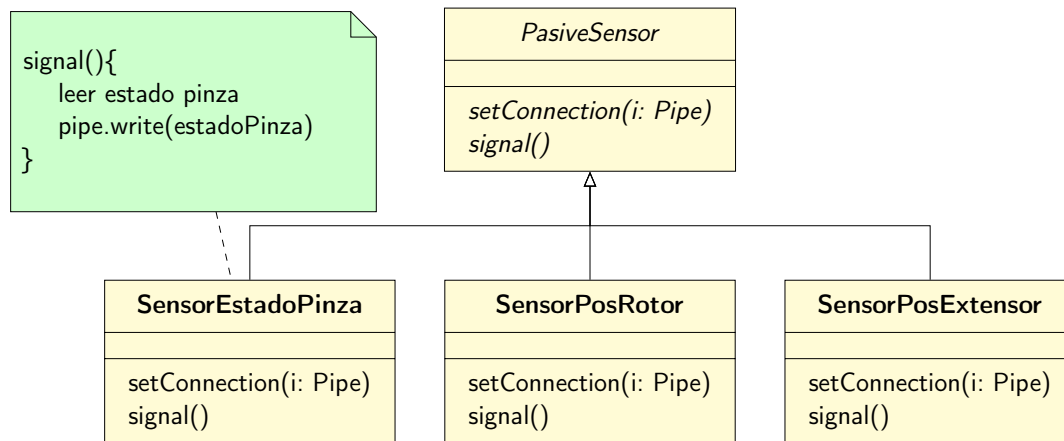 signal(){
leer estado pinza
pipe.write(estadoPinza)
}
PasiveSensor
setConnection(i: Pipe)
signal()
SensorEstadoPinza
setConnection(i: Pipe)
signal()
SensorPosRotor
setConnection(i: Pipe)
signal()
SensorPosExtensor
setConnection(i: Pipe)
signal()